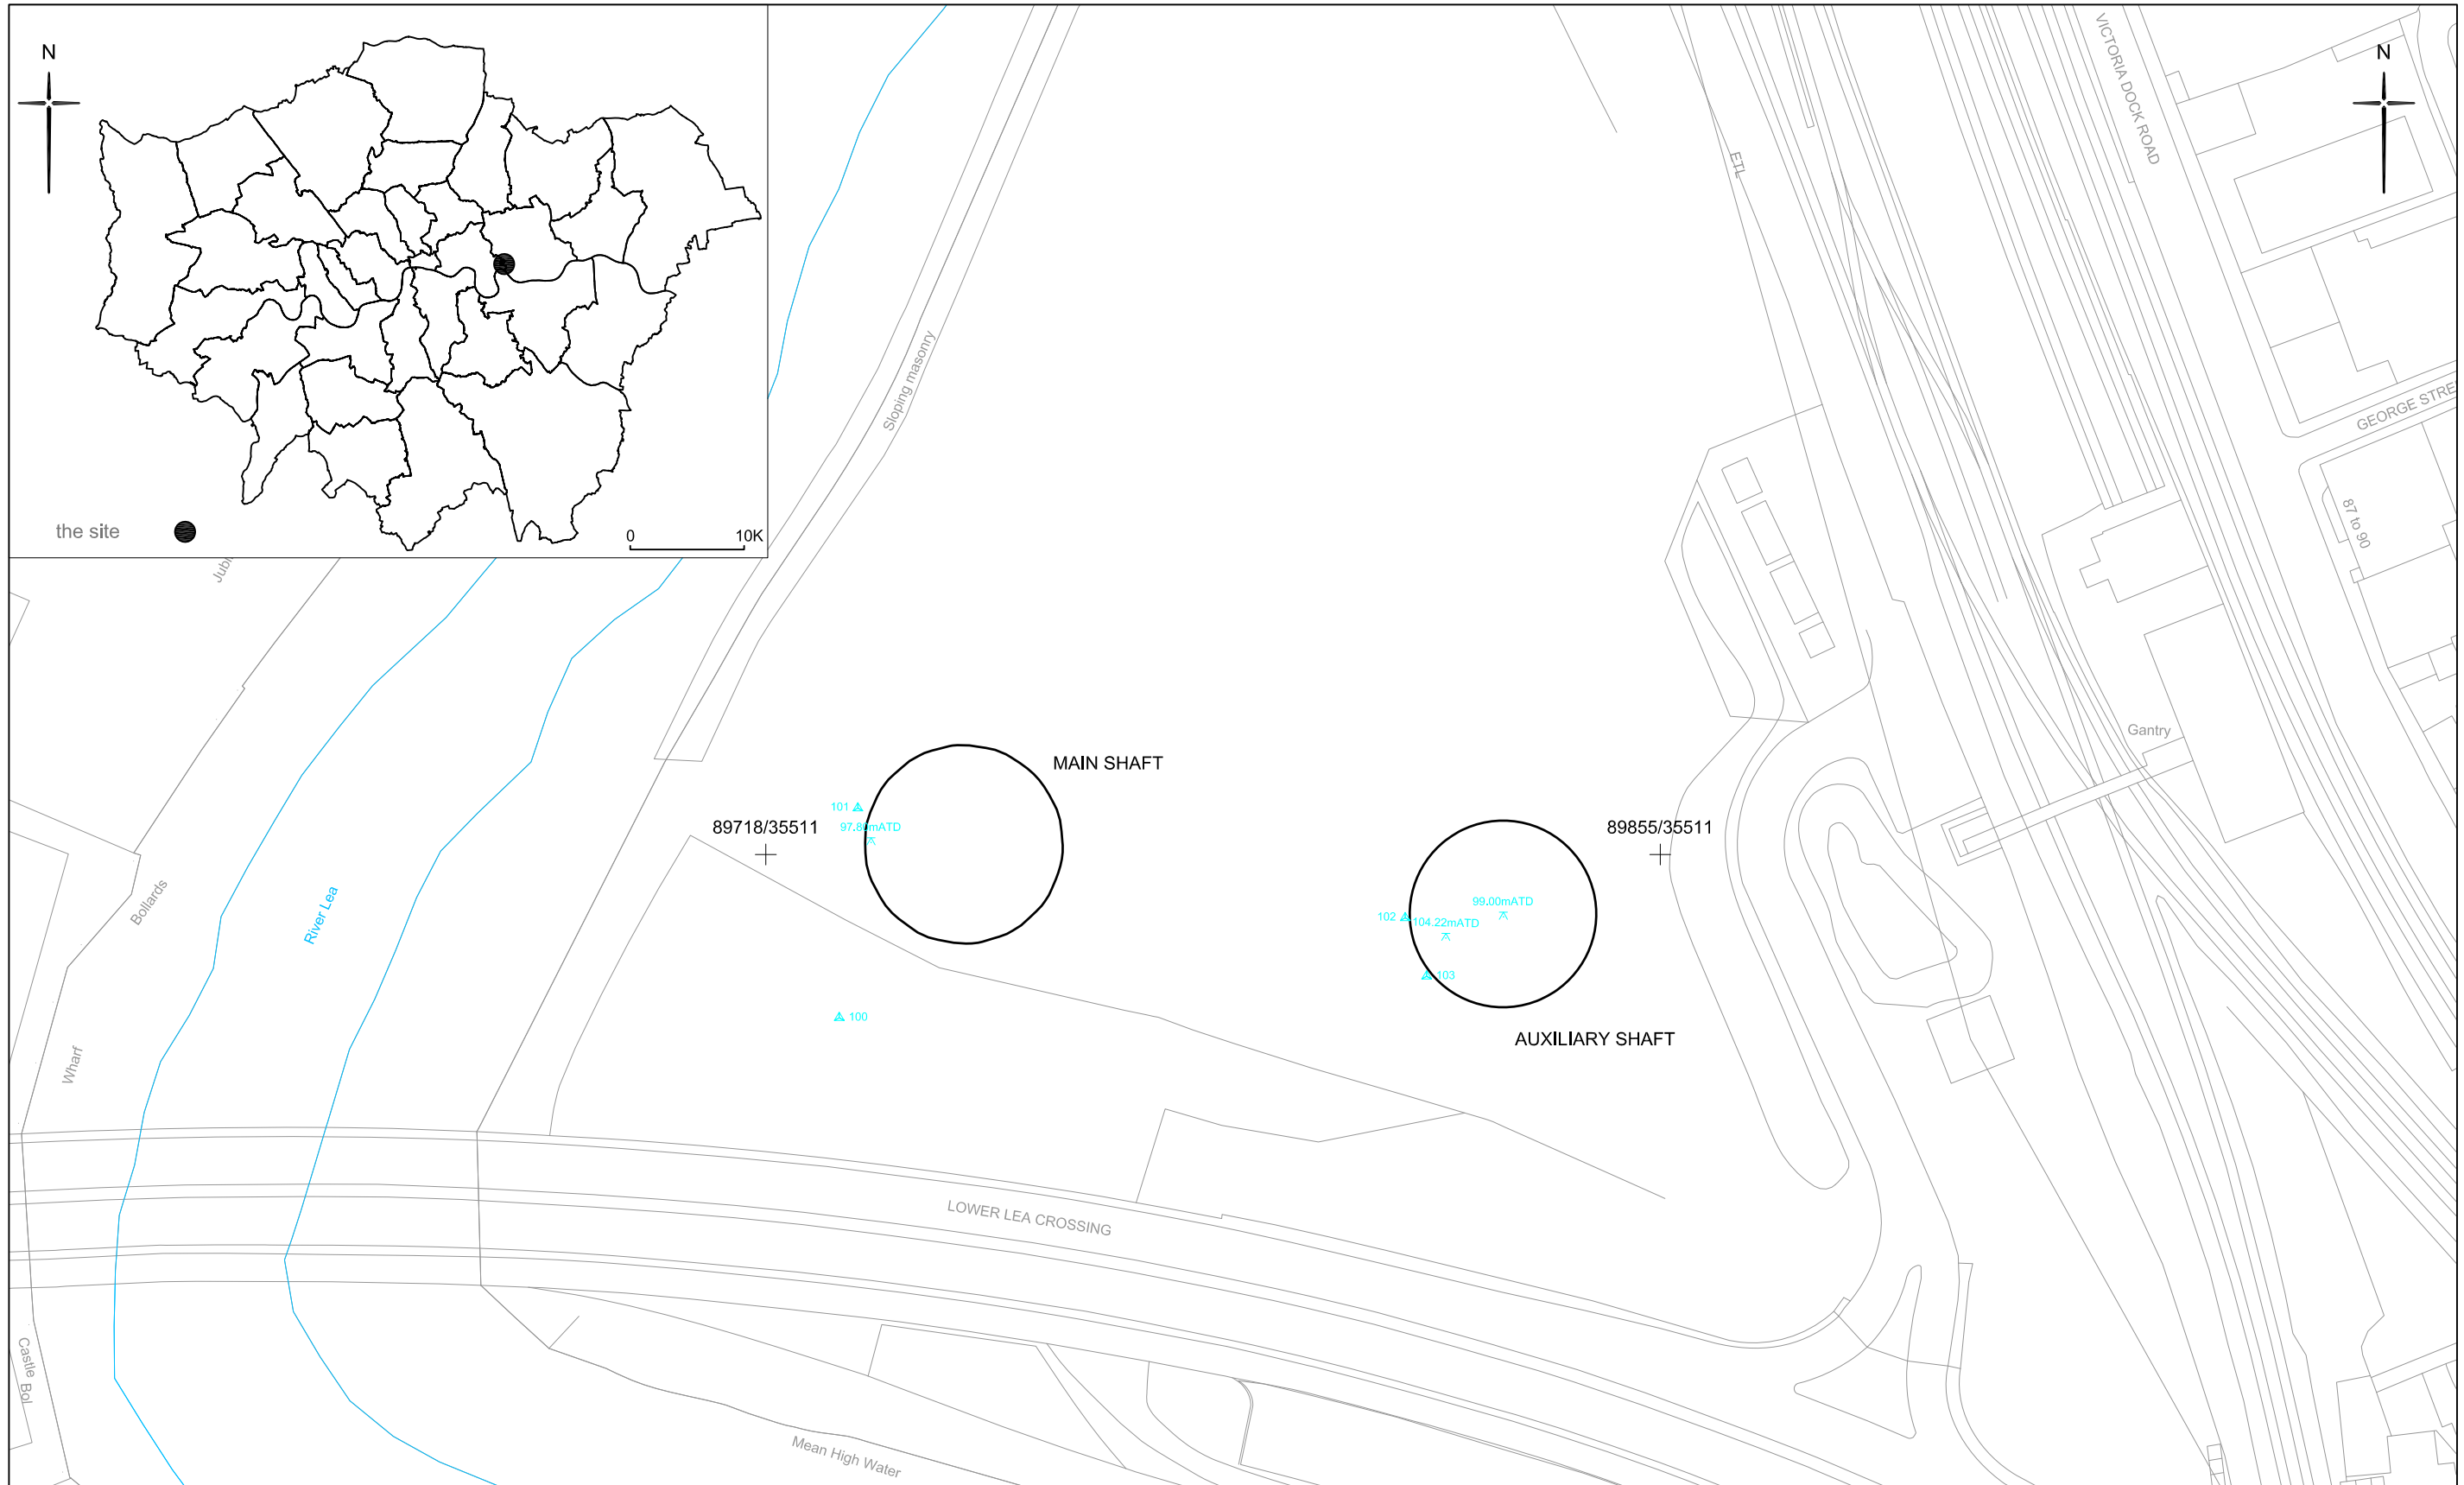 N
the site
0
10K
N
VICTORIA DOCK ROAD
ETL
Sloping masonry
GEORGE STRE
87 to 90
Gantry
MAIN SHAFT
101
89718/35511
89855/35511
99.00mATD
102
104.22mATD
103
100
AUXILIARY SHAFT
Bollards
River Lea
Wharf
LOWER LEA CROSSING
Castle
Mean High Water